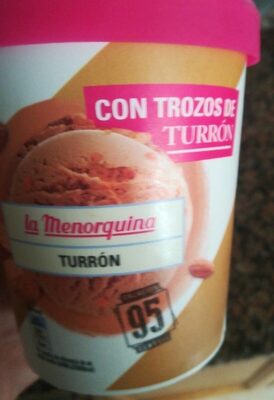 CON TROZOS DE
TURRÓN
la Menorquina
TURRÓN
95